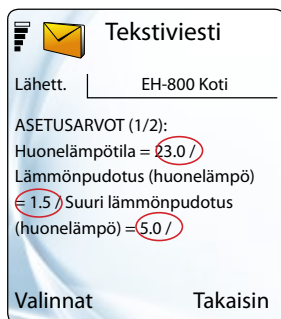 Tekstiviesti
Lähett. EH-800 Koti
ASETUSARVOT (1/2):
Huonelämpötila = 23.0 /
Lämmönpudotus (huonelämpö)
= 1.5 / Suuri lämmönpudotus
(huonelämpö) = 5.0 /
Valinnat Takaisin